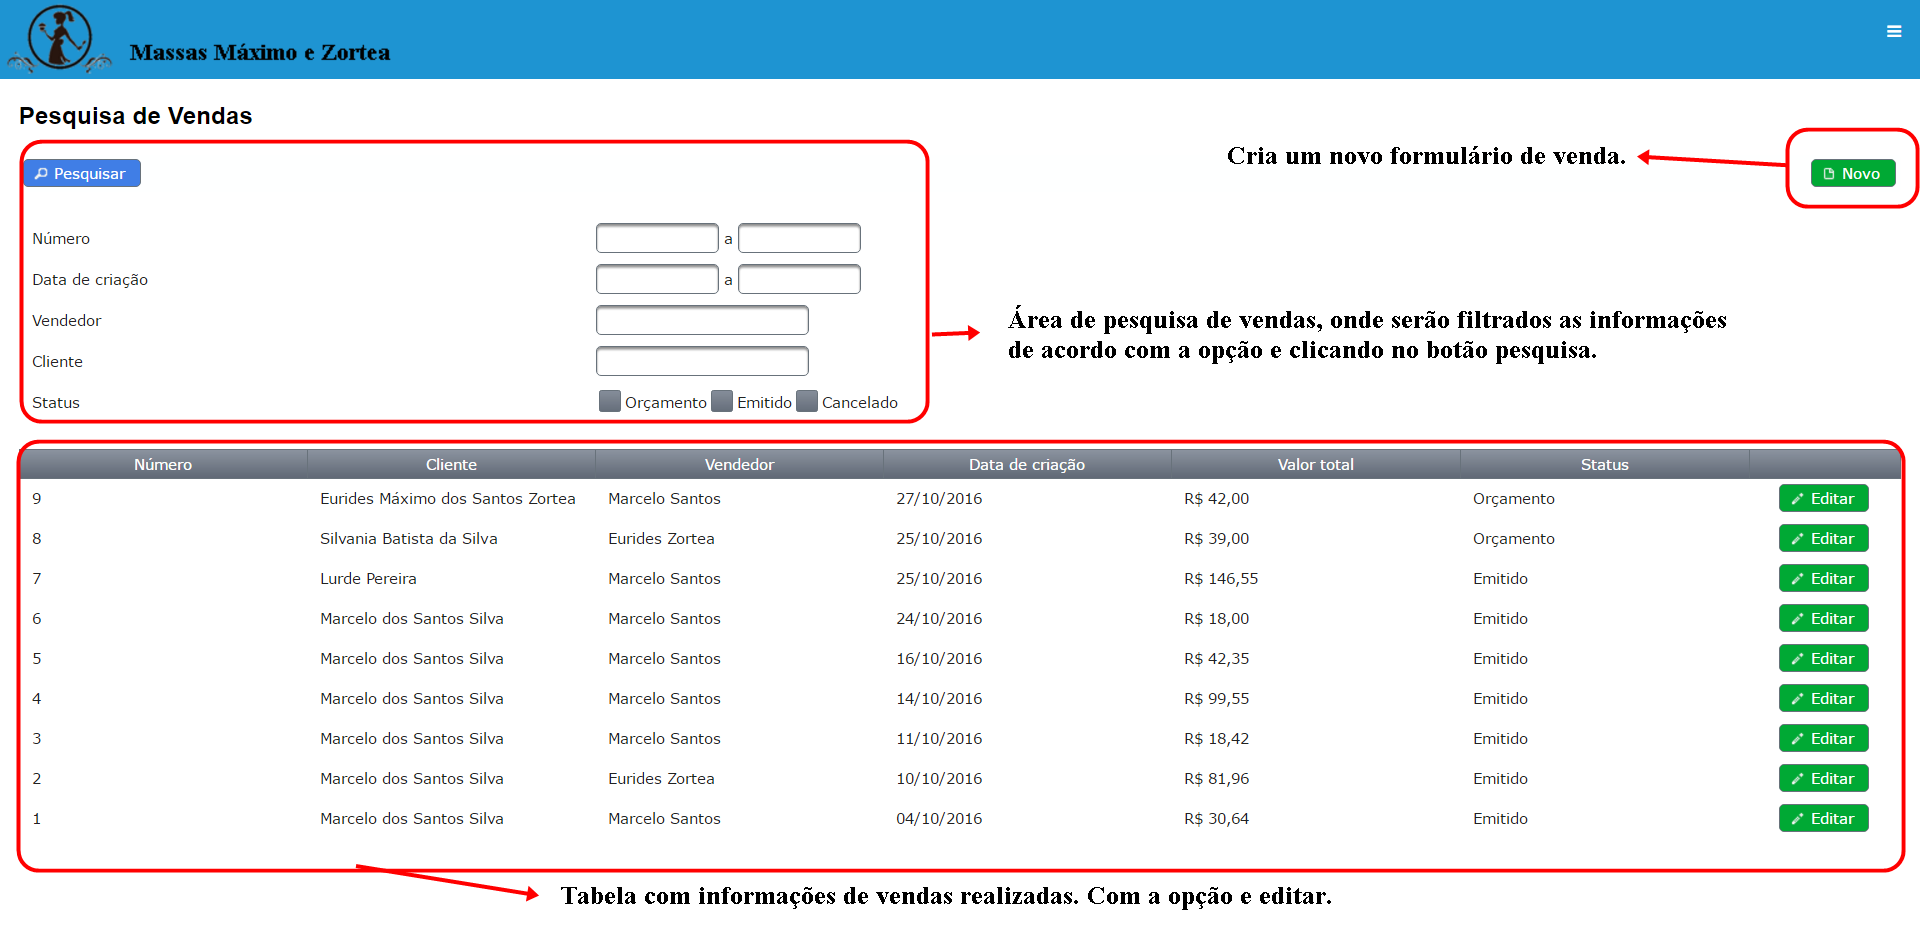 Massas Máximo e Zortea
Pesquisa de Vendas
Pesquisar
Cria um novo formulário de venda.
Novo
Número a
Data de criação a
Vendedor
Cliente
Status Orçamento Emitido Cancelado
Área de pesquisa de vendas, onde serão filtrados as informações
de acordo com a opção e clicando no botão pesquisa.
Número Cliente Vendedor Data de criação Valor total Status
9 Eurides Máximo dos Santos Zortea Marcelo Santos 27/10/2016 R$ 42,00 Orçamento Editar
8 Silvania Batista da Silva Eurides Zortea 25/10/2016 R$ 39,00 Orçamento Editar
7 Lurde Pereira Marcelo Santos 25/10/2016 R$ 146,55 Emitido Editar
6 Marcelo dos Santos Silva Marcelo Santos 24/10/2016 R$ 18,00 Emitido Editar
5 Marcelo dos Santos Silva Marcelo Santos 16/10/2016 R$ 42,35 Emitido Editar
4 Marcelo dos Santos Silva Marcelo Santos 14/10/2016 R$ 99,55 Emitido Editar
3 Marcelo dos Santos Silva Marcelo Santos 11/10/2016 R$ 18,42 Emitido Editar
2 Marcelo dos Santos Silva Eurides Zortea 10/10/2016 R$ 81,96 Emitido Editar
1 Marcelo dos Santos Silva Marcelo Santos 04/10/2016 R$ 30,64 Emitido Editar
Tabela com informações de vendas realizadas. Com a opção e editar.